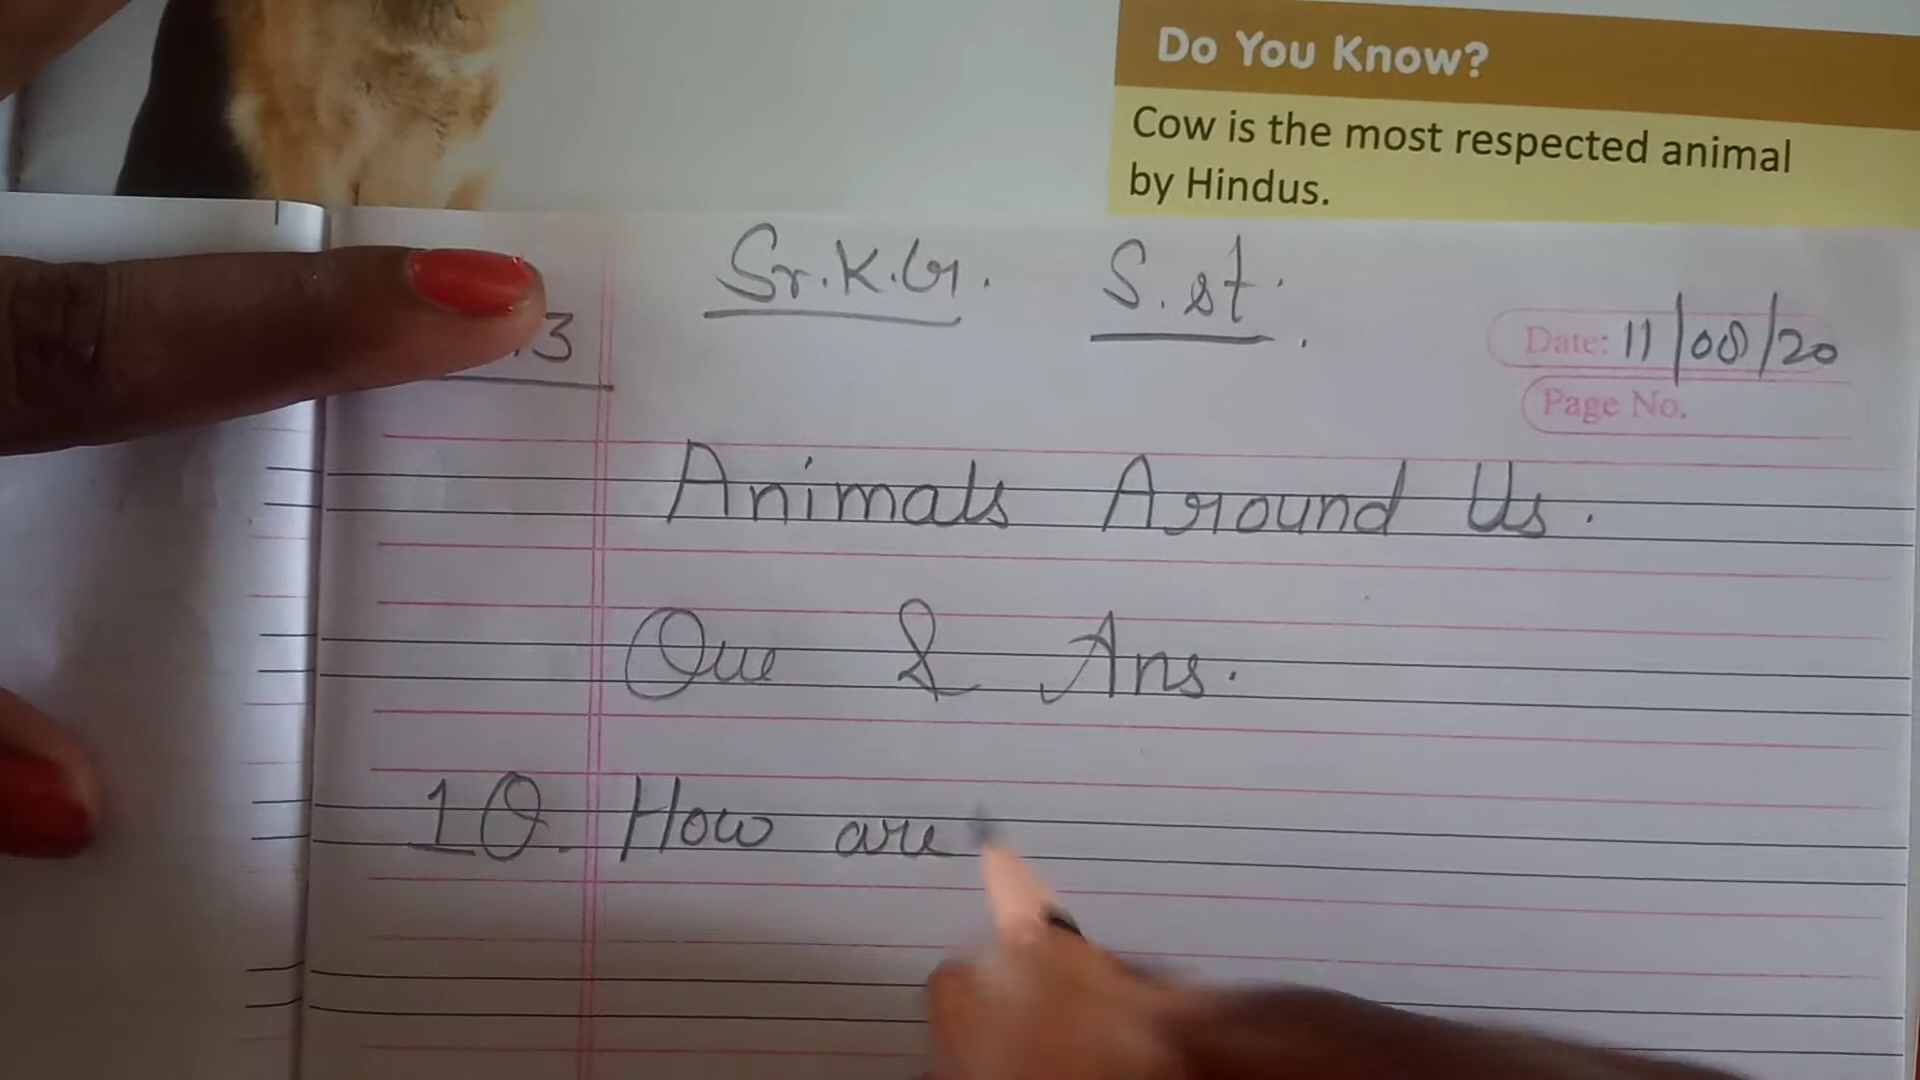 Do You Know?
Cow is the most respected animal
by Hindus.
Sr.K.G. S.st.
.3
Date: 11/08/20
Page No.
Animals Around Us.
Que & Ans.
1Q. How are